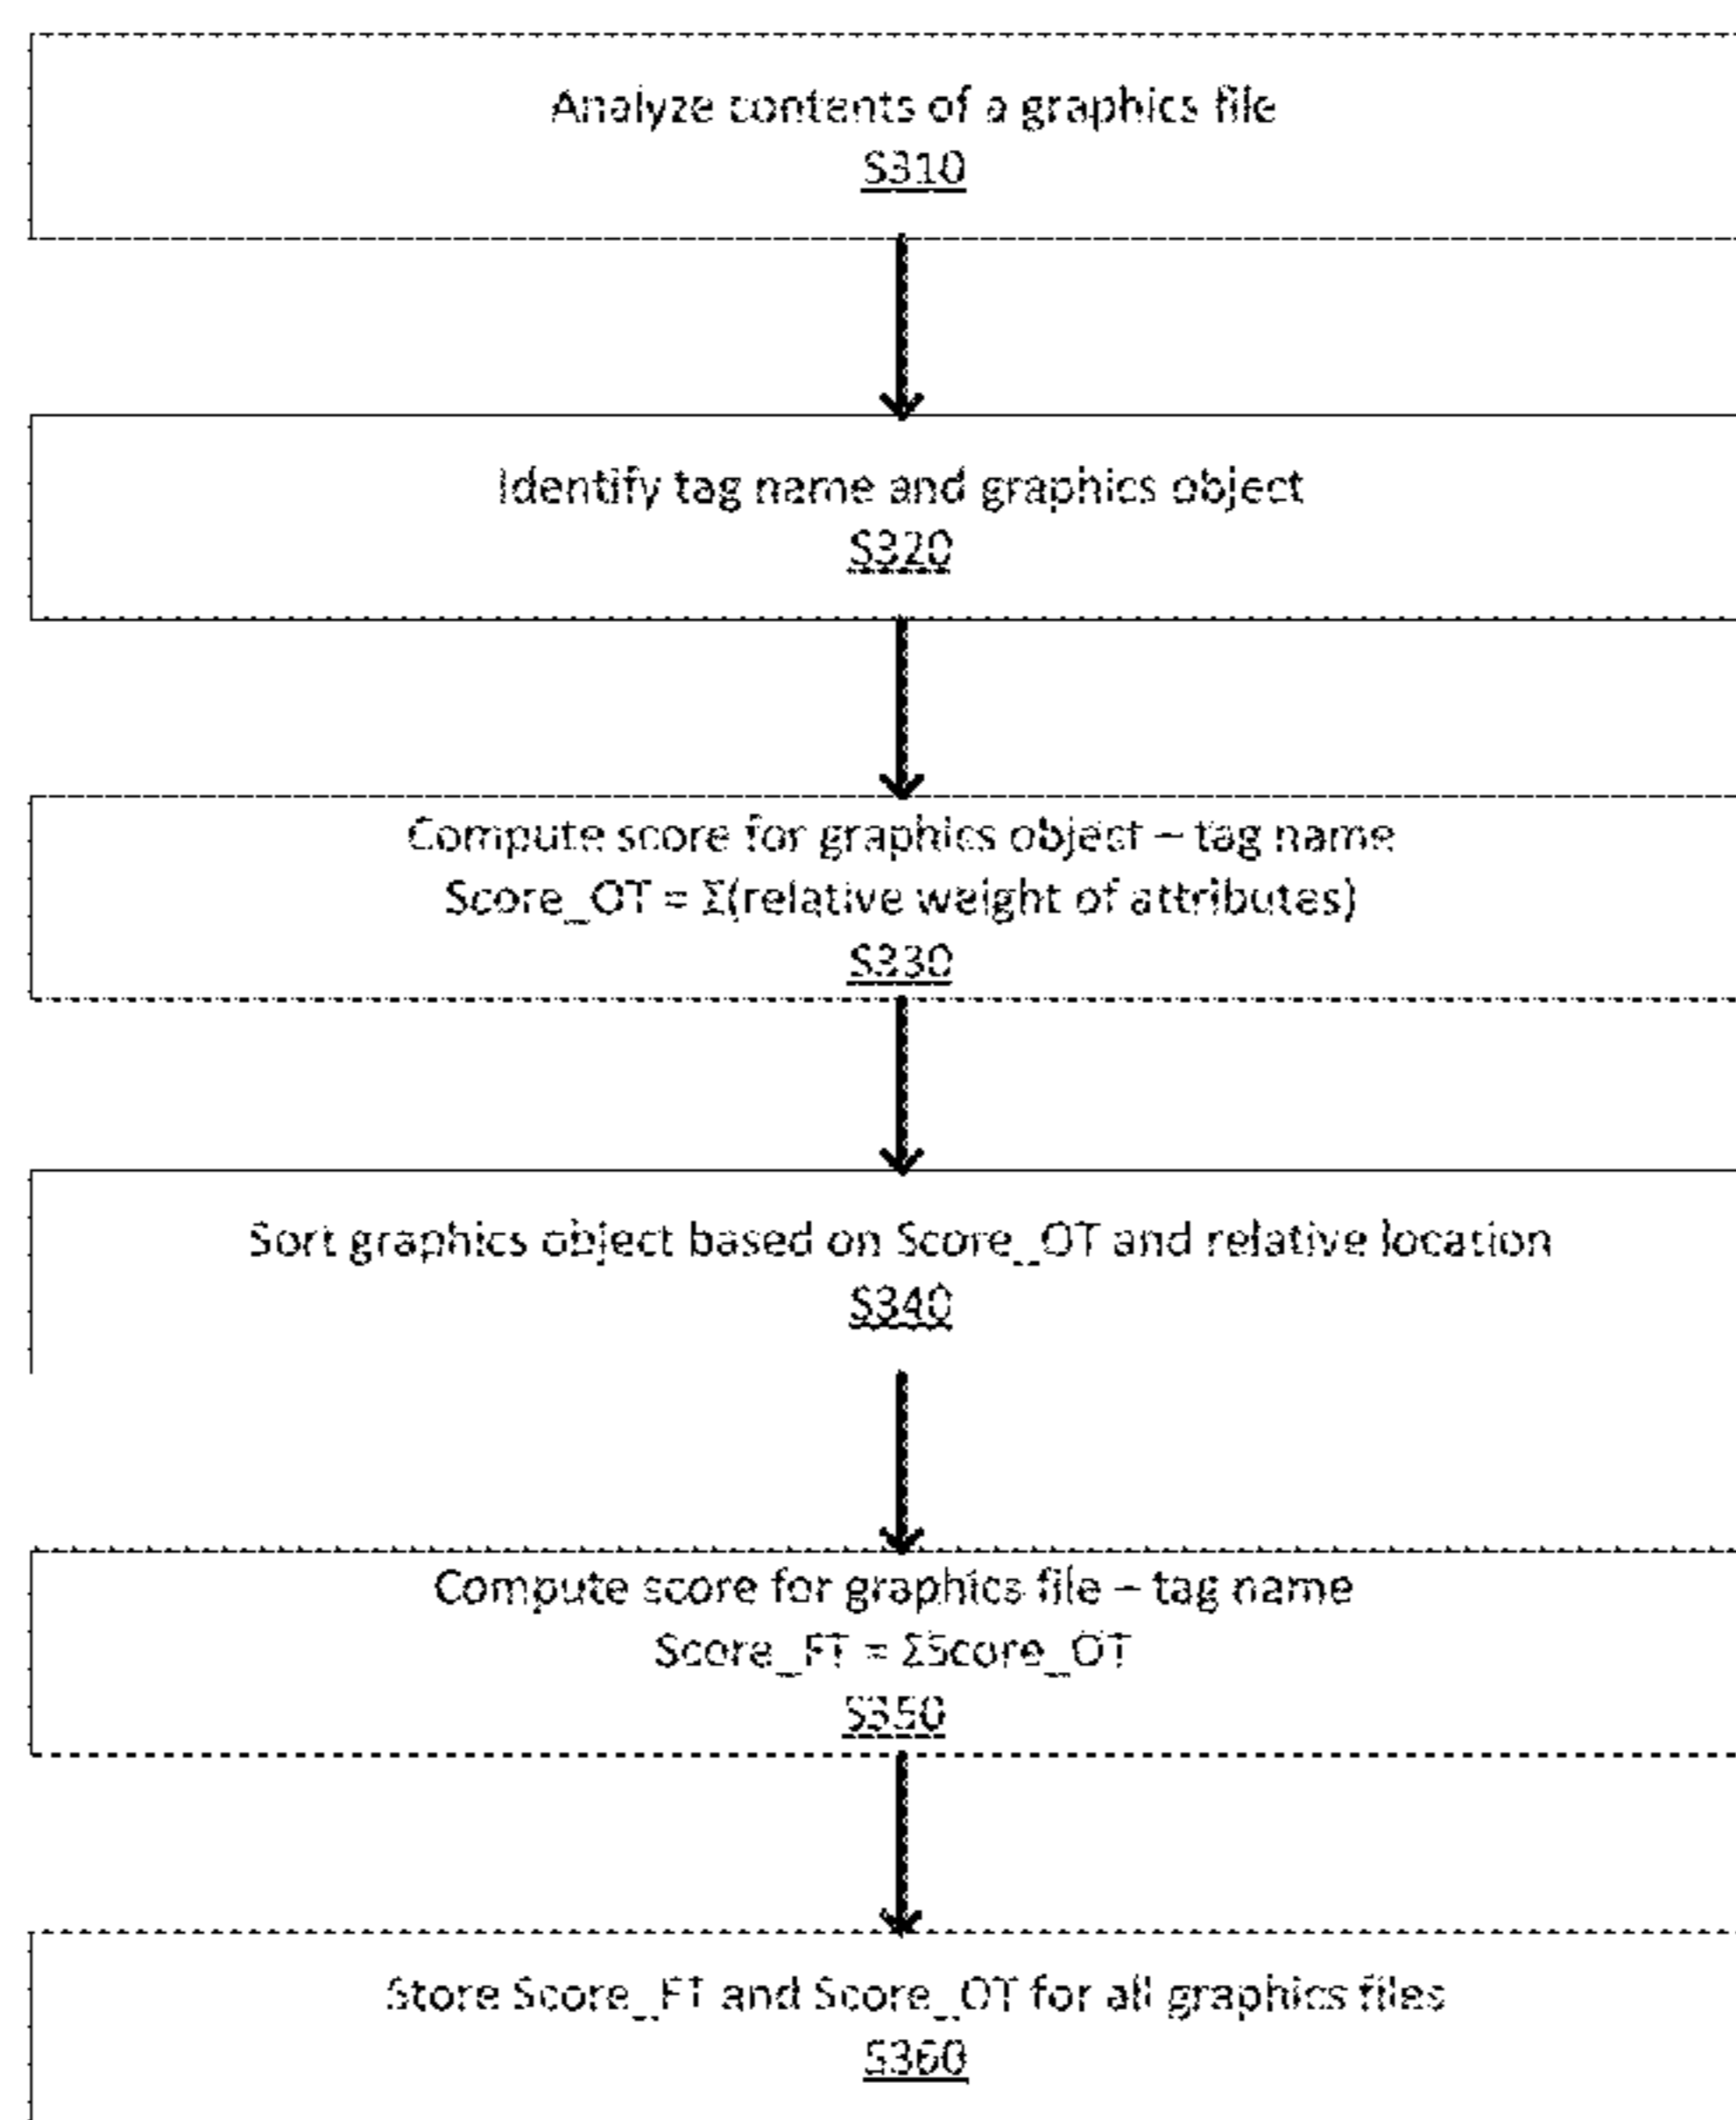 Analyze contents of a graphics file
S310
Identify tag name and graphics object
S320
Compute score for graphics object – tag name
Score_OT = Σ(relative weight of attributes)
S330
Sort graphics object based on Score_OT and relative location
S340
Compute score for graphics file – tag name
Score_FT = ΣScore_OT
S350
Store Score_FT and Score_OT for all graphics files
S360